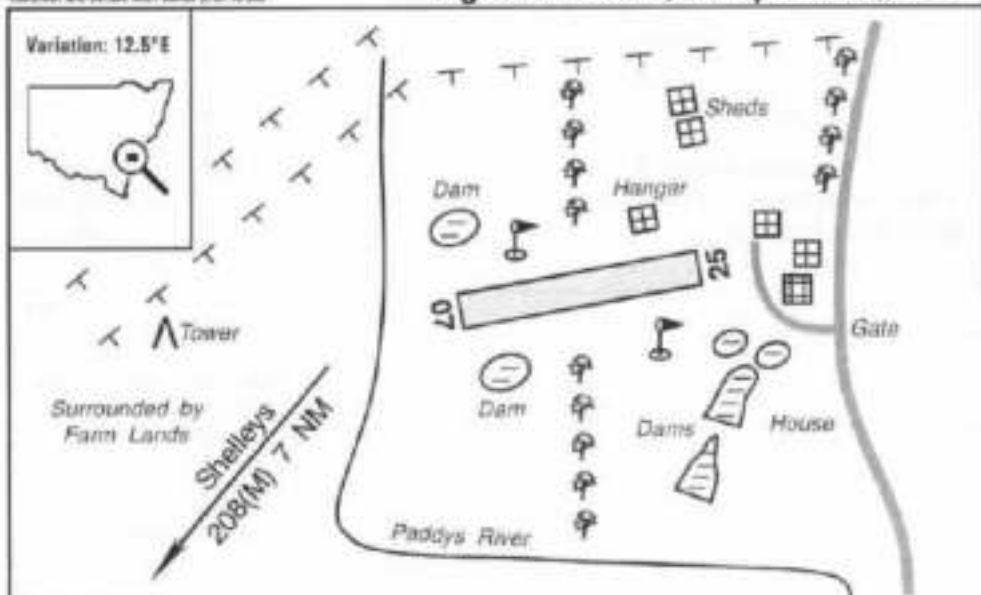 Variation: 12.5°E
Sheds
Dam
Hangar
25
07
Tower
Gate
Surrounded by
Farm Lands
Dam
Dams
House
Shelleys
208(M) 7 NM
Paddys River